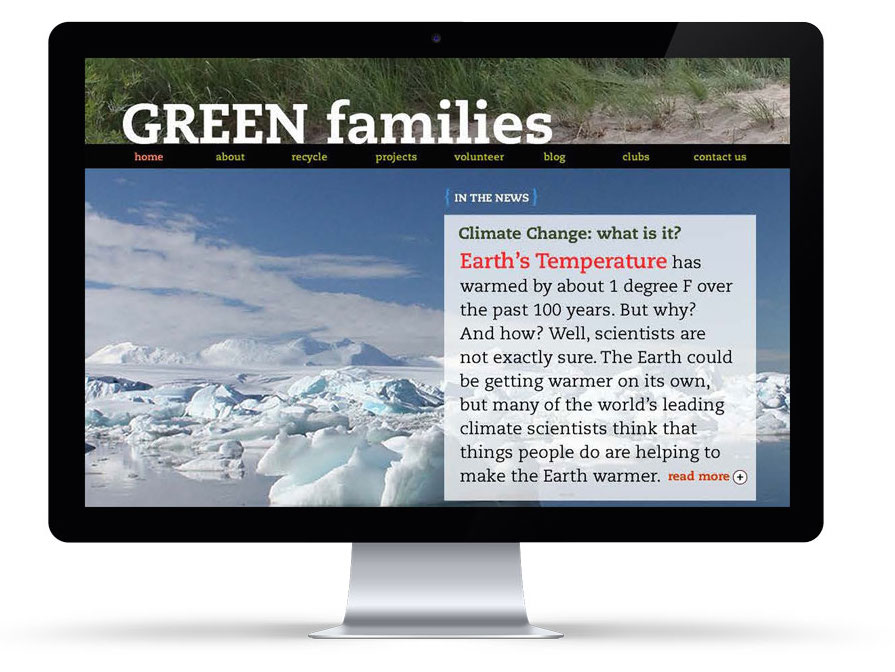 GREEN families
home about recycle projects volunteer blog clubs contact us
{ IN THE NEWS }
Climate Change: what is it?
Earth's Temperature has
warmed by about 1 degree F over
the past 100 years. But why?
And how? Well, scientists are
not exactly sure. The Earth could
be getting warmer on its own,
but many of the world's leading
climate scientists think that
things people do are helping to
make the Earth warmer. read more +